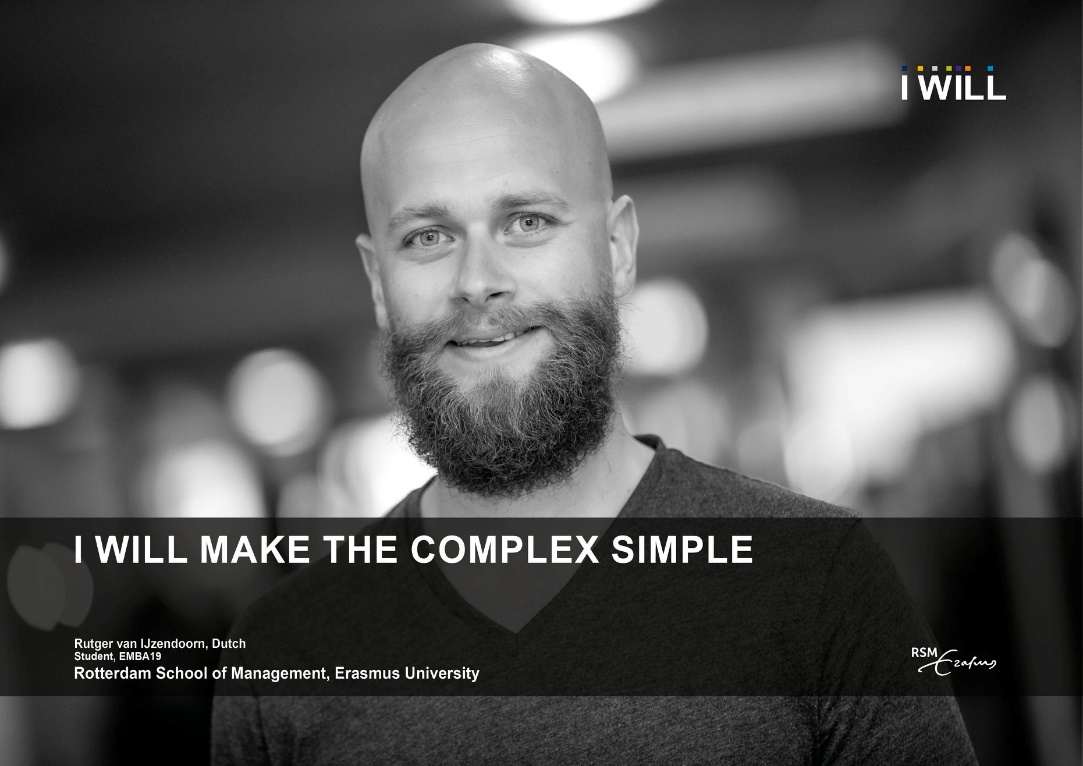 I WILL
I WILL MAKE THE COMPLEX SIMPLE
Rutger van IJzendoorn, Dutch
Student, EMBA19
Rotterdam School of Management, Erasmus University
RSM
Erasmus